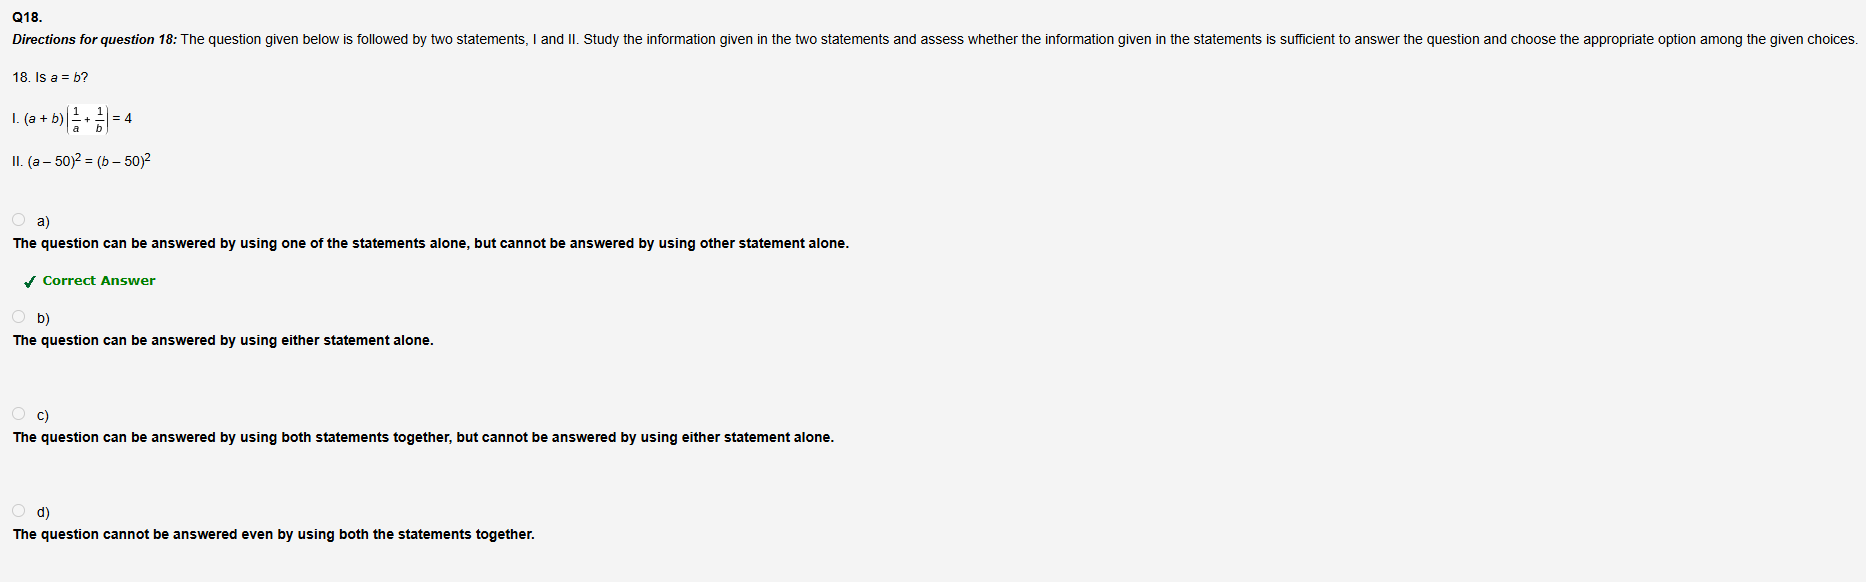 Q18.
Directions for question 18: The question given below is followed by two statements, I and II. Study the information given in the two statements and assess whether the information given in the statements is sufficient to answer the question and choose the appropriate option among the given choices.
18. Is a = b?
I. (a + b)(1/a + 1/b) = 4
II. (a – 50)² = (b – 50)²
a)
The question can be answered by using one of the statements alone, but cannot be answered by using other statement alone.
✓ Correct Answer
b)
The question can be answered by using either statement alone.
c)
The question can be answered by using both statements together, but cannot be answered by using either statement alone.
d)
The question cannot be answered even by using both the statements together.